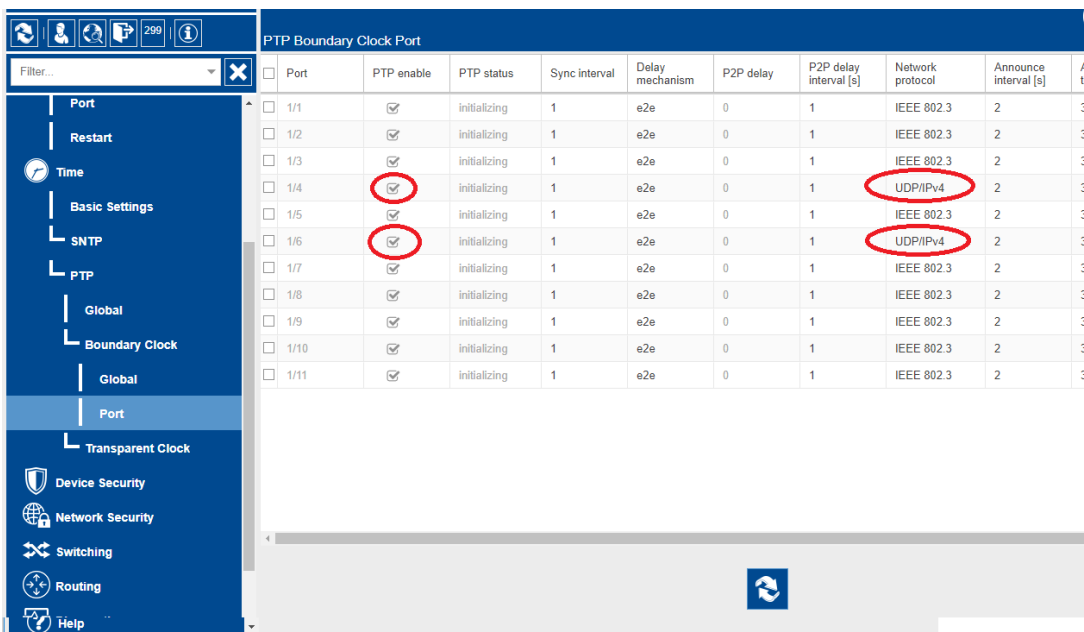 299
PTP Boundary Clock Port
Filter...
Port
Restart
Time
Basic Settings
SNTP
PTP
Global
Boundary Clock
Global
Port
Transparent Clock
Device Security
Network Security
Switching
Routing
Help
Port PTP enable PTP status Sync interval Delay mechanism P2P delay P2P delay interval [s] Network protocol Announce interval [s]
1/1 initializing 1 e2e 0 1 IEEE 802.3 2
1/2 initializing 1 e2e 0 1 IEEE 802.3 2
1/3 initializing 1 e2e 0 1 IEEE 802.3 2
1/4 initializing 1 e2e 0 1 UDP/IPv4 2
1/5 initializing 1 e2e 0 1 IEEE 802.3 2
1/6 initializing 1 e2e 0 1 UDP/IPv4 2
1/7 initializing 1 e2e 0 1 IEEE 802.3 2
1/8 initializing 1 e2e 0 1 IEEE 802.3 2
1/9 initializing 1 e2e 0 1 IEEE 802.3 2
1/10 initializing 1 e2e 0 1 IEEE 802.3 2
1/11 initializing 1 e2e 0 1 IEEE 802.3 2